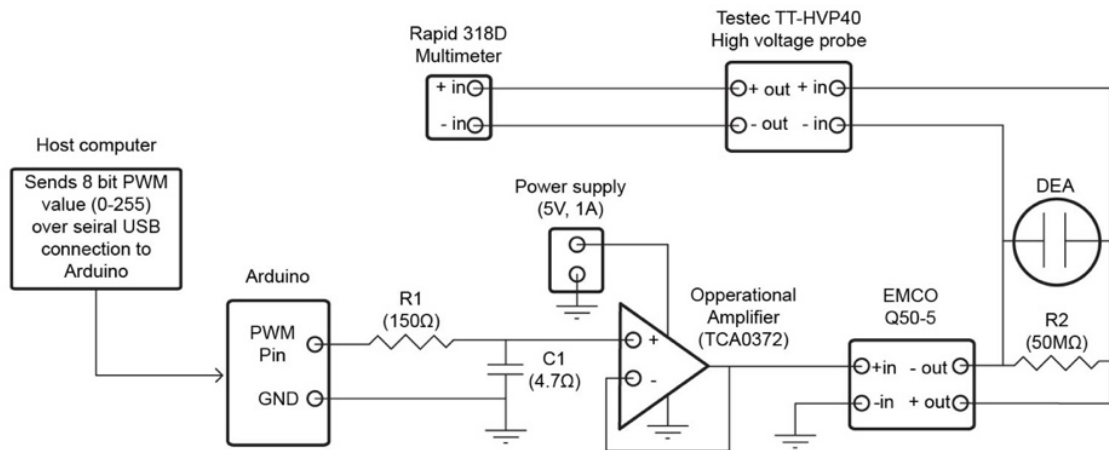 Rapid 318D
Multimeter
+ in
- in
Testec TT-HVP40
High voltage probe
+ out + in
- out - in
Host computer
Sends 8 bit PWM
value (0-255)
over seiral USB
connection to
Arduino
Power supply
(5V, 1A)
DEA
Arduino
PWM
Pin
GND
R1
(150Ω)
C1
(4.7Ω)
Opperational
Amplifier
(TCA0372)
+
-
EMCO
Q50-5
+in - out
-in + out
R2
(50MΩ)